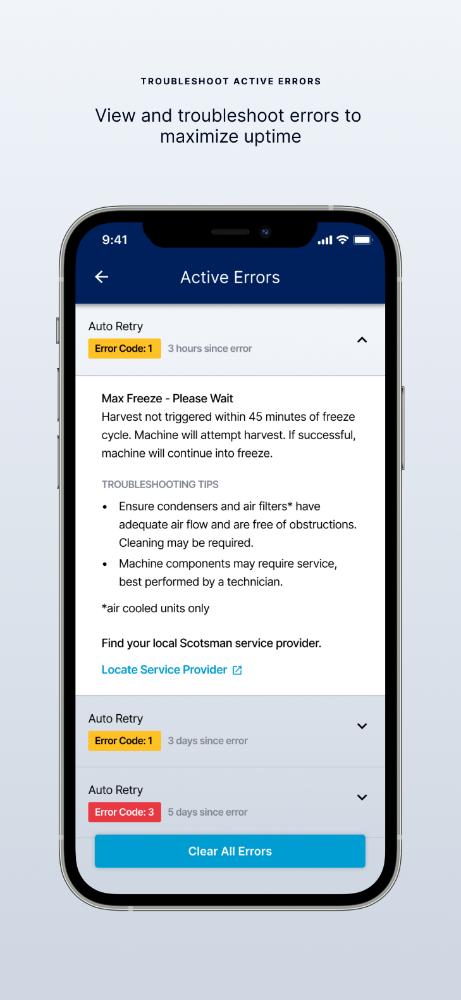 TROUBLESHOOT ACTIVE ERRORS
View and troubleshoot errors to
maximize uptime
9:41
Active Errors
Auto Retry
Error Code: 1 3 hours since error
Max Freeze - Please Wait
Harvest not triggered within 45 minutes of freeze
cycle. Machine will attempt harvest. If successful,
machine will continue into freeze.
TROUBLESHOOTING TIPS
• Ensure condensers and air filters* have
adequate air flow and are free of obstructions.
Cleaning may be required.
• Machine components may require service,
best performed by a technician.
*air cooled units only
Find your local Scotsman service provider.
Locate Service Provider
Auto Retry
Error Code: 1 3 days since error
Auto Retry
Error Code: 3 5 days since error
Clear All Errors